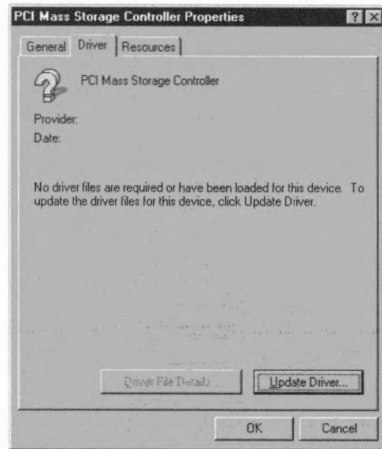 PCI Mass Storage Controller Properties
General Driver Resources
PCI Mass Storage Controller
Provider:
Date:
No driver files are required or have been loaded for this device. To
update the driver files for this device, click Update Driver.
Driver File Details... Update Driver...
OK Cancel